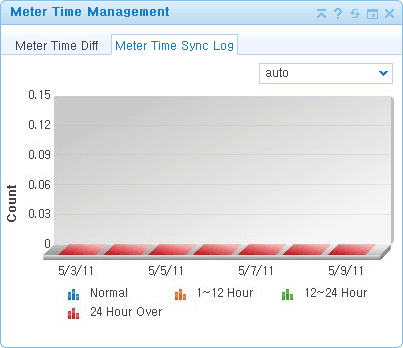 Meter Time Management
Meter Time Diff Meter Time Sync Log
auto
0.15
0.12
0.09
0.06
0.03
0
Count
5/3/11 5/5/11 5/7/11 5/9/11
Normal 1~12 Hour 12~24 Hour
24 Hour Over